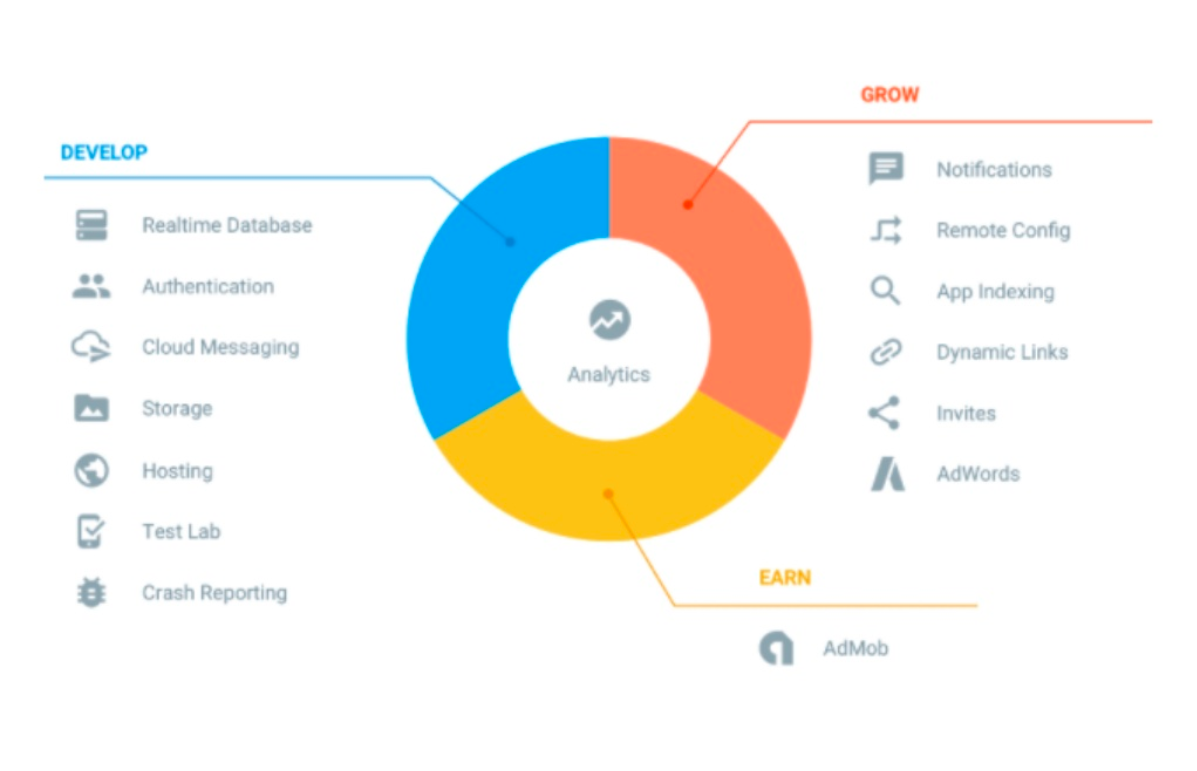 DEVELOP
Realtime Database
Authentication
Cloud Messaging
Storage
Hosting
Test Lab
Crash Reporting
Analytics
GROW
Notifications
Remote Config
App Indexing
Dynamic Links
Invites
AdWords
EARN
AdMob